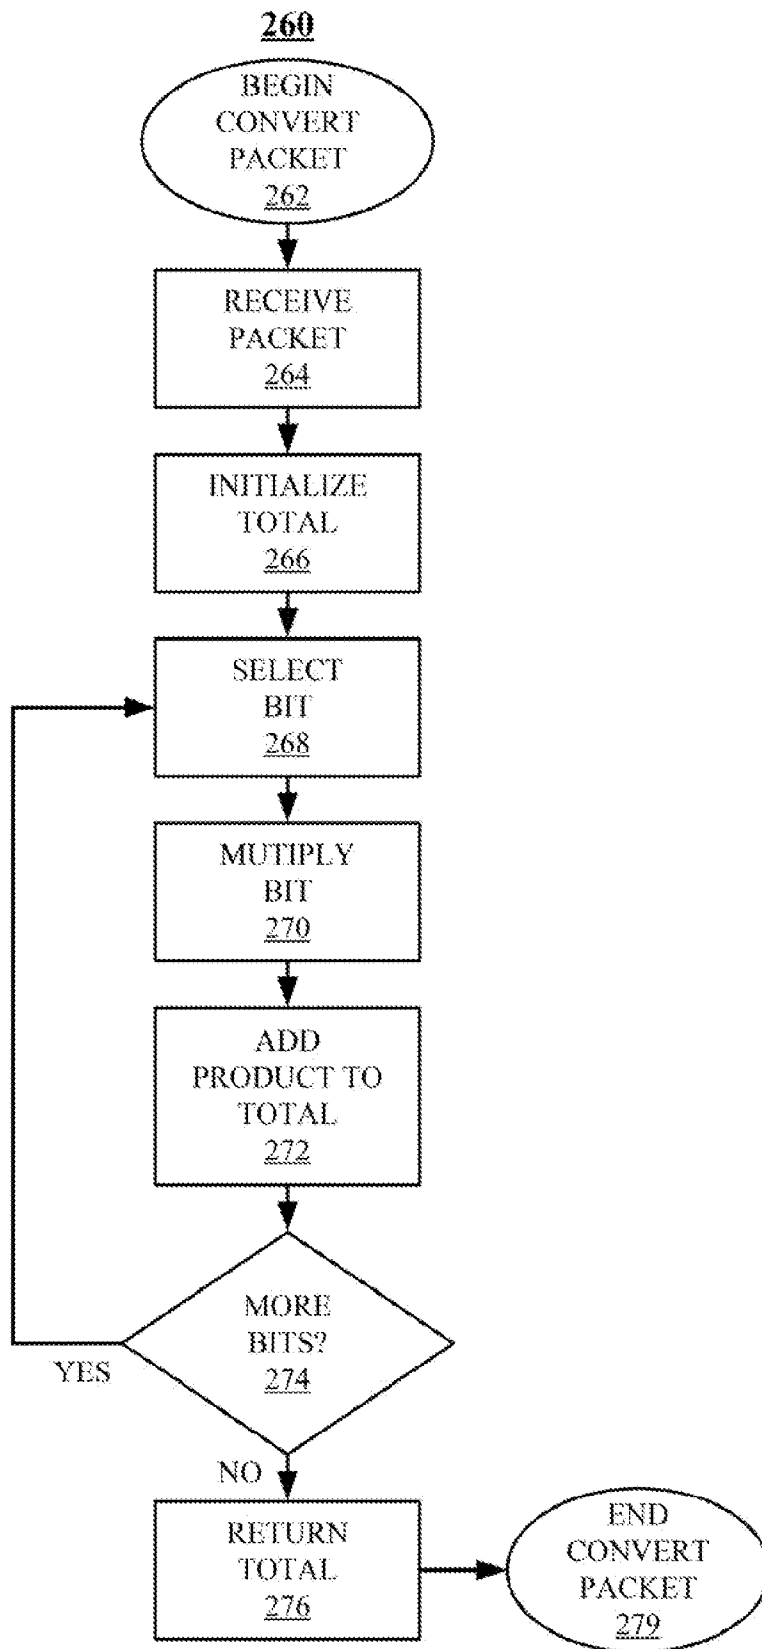 260
BEGIN
CONVERT
PACKET
262
RECEIVE
PACKET
264
INITIALIZE
TOTAL
266
SELECT
BIT
268
MUTIPLY
BIT
270
ADD
PRODUCT TO
TOTAL
272
MORE
BITS?
274
YES
NO
RETURN
TOTAL
276
END
CONVERT
PACKET
279